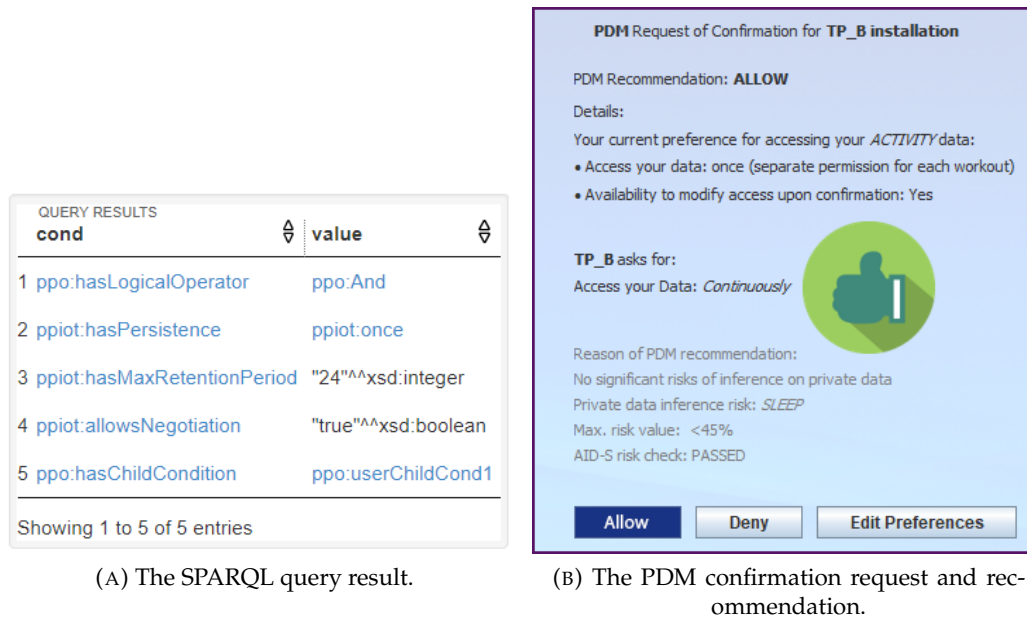 QUERY RESULTS
cond value
1 ppo:hasLogicalOperator ppo:And
2 ppiot:hasPersistence ppiot:once
3 ppiot:hasMaxRetentionPeriod "24"^^xsd:integer
4 ppiot:allowsNegotiation "true"^^xsd:boolean
5 ppo:hasChildCondition ppo:userChildCond1
Showing 1 to 5 of 5 entries
(A) The SPARQL query result.
PDM Request of Confirmation for TP_B installation
PDM Recommendation: ALLOW
Details:
Your current preference for accessing your ACTIVITY data:
• Access your data: once (separate permission for each workout)
• Availability to modify access upon confirmation: Yes
TP_B asks for:
Access your Data: Continuously
Reason of PDM recommendation:
No significant risks of inference on private data
Private data inference risk: SLEEP
Max. risk value: <45%
AID-S risk check: PASSED
Allow Deny Edit Preferences
(B) The PDM confirmation request and rec-
ommendation.